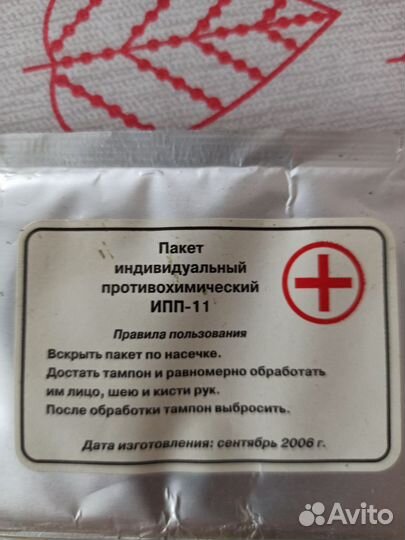 Пакет
индивидуальный
противохимический
ИПП-11
Правила пользования
Вскрыть пакет по насечке.
Достать тампон и равномерно обработать
им лицо, шею и кисти рук.
После обработки тампон выбросить.
Дата изготовления: сентябрь 2006 г.
Avito